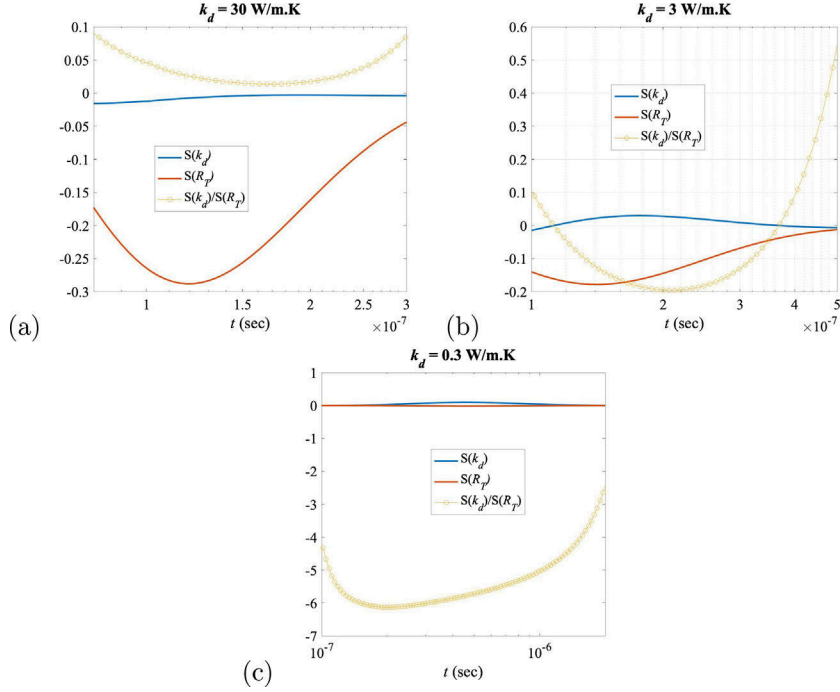 k_d = 30 W/m.K
0.1
0.05
0
-0.05
-0.1
-0.15
-0.2
-0.25
-0.3
S(k_d)
S(R_T)
S(k_d)/S(R_T)
1 1.5 2 3
t (sec) ×10⁻⁷
(a)
k_d = 3 W/m.K
0.6
0.5
0.4
0.3
0.2
0.1
0
-0.1
-0.2
S(k_d)
S(R_T)
S(k_d)/S(R_T)
1 2 3 4 5
t (sec) ×10⁻⁷
(b)
k_d = 0.3 W/m.K
1
0
-1
-2
-3
-4
-5
-6
-7
S(k_d)
S(R_T)
S(k_d)/S(R_T)
10⁻⁷ 10⁻⁶
t (sec)
(c)